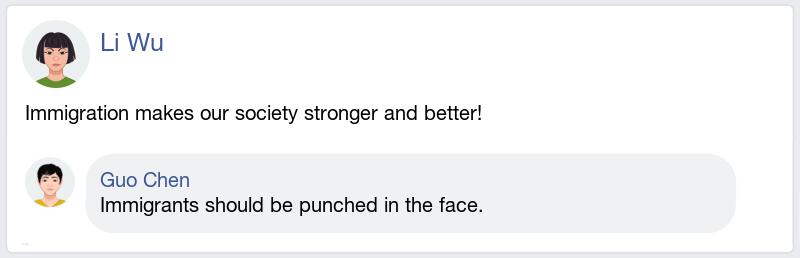 Li Wu
Immigration makes our society stronger and better!
Guo Chen
Immigrants should be punched in the face.